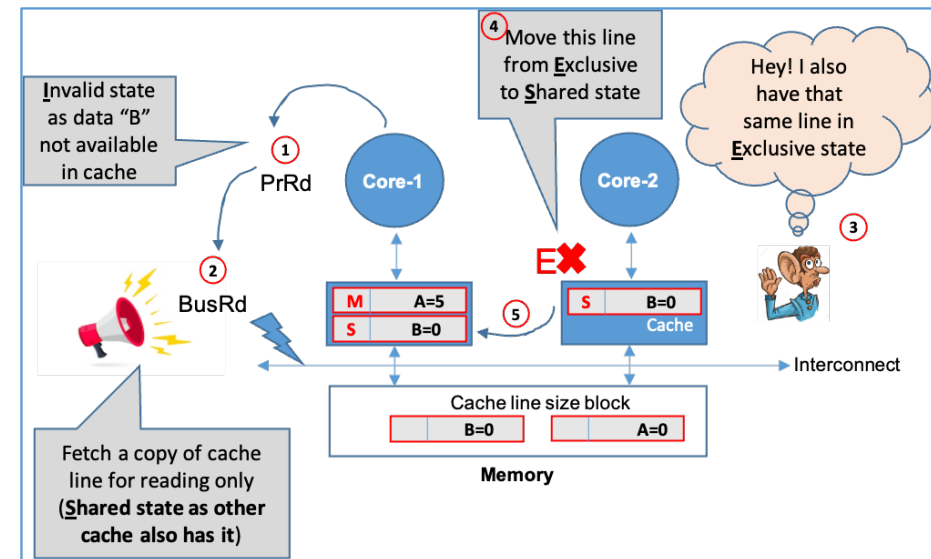 Invalid state
as data “B”
not available
in cache
1
PrRd
2
BusRd
Fetch a copy of cache
line for reading only
(Shared state as other
cache also has it)
Core-1
4
Move this line
from Exclusive
to Shared state
Core-2
Hey! I also
have that
same line in
Exclusive state
3
E
M A=5
S B=0
5
S B=0
Cache
Interconnect
Cache line size block
B=0 A=0
Memory